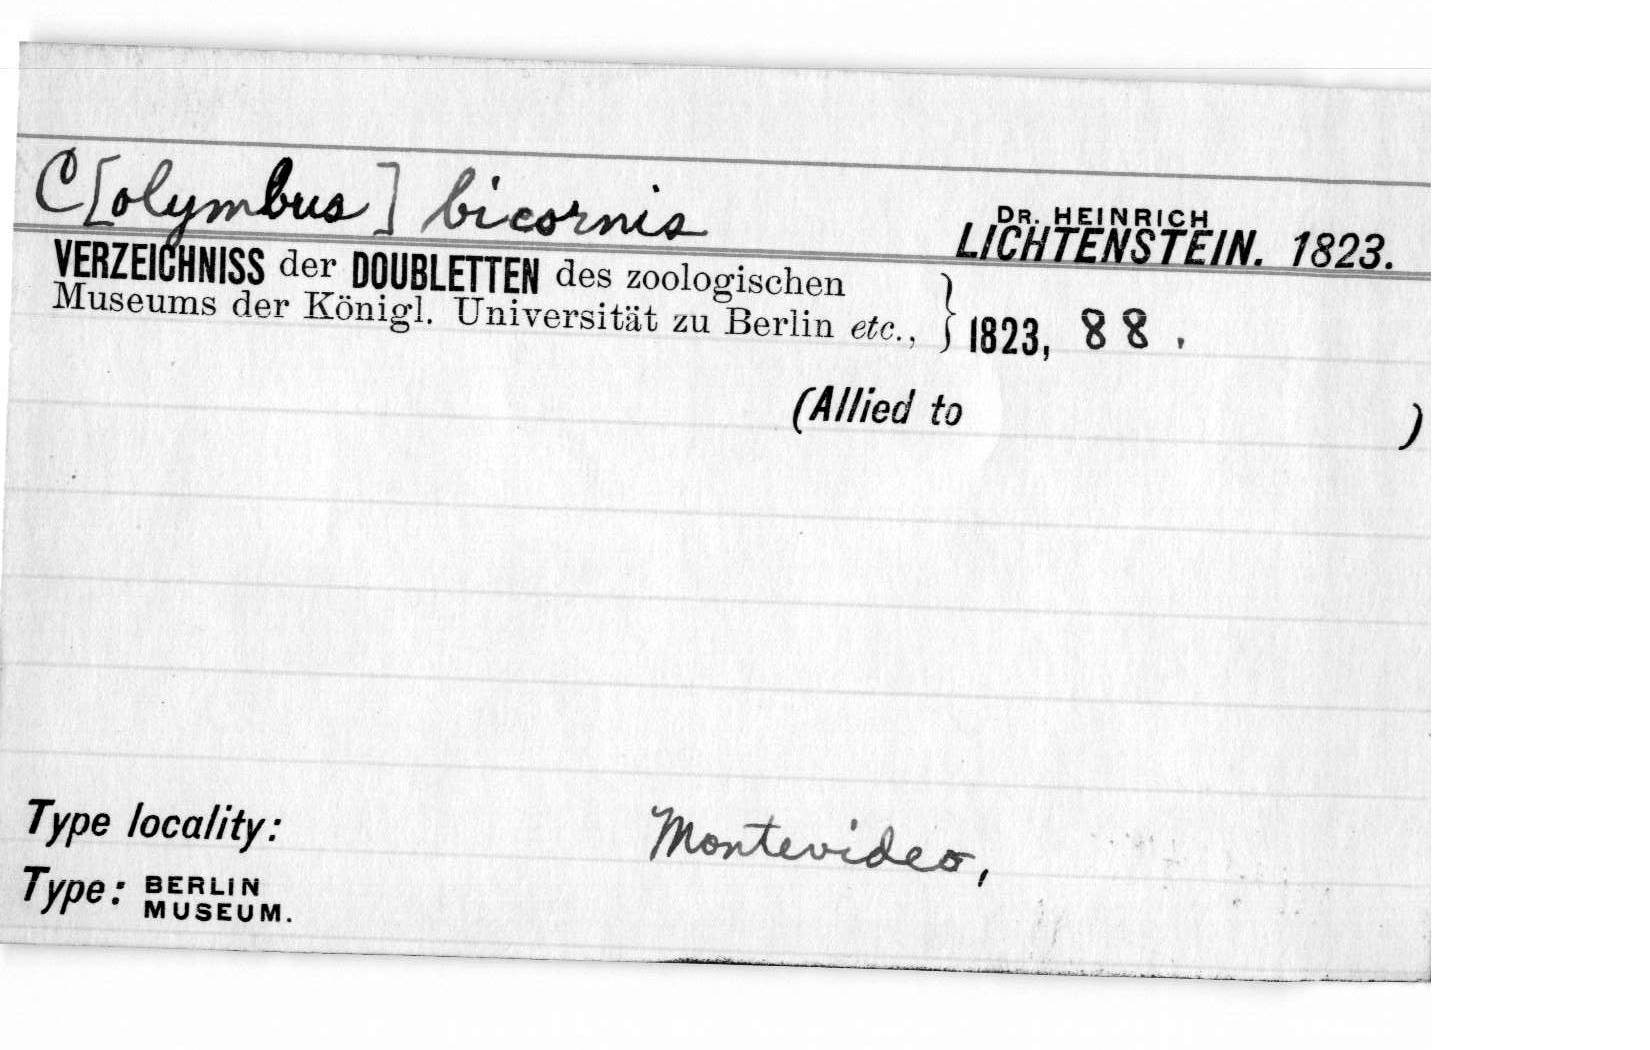 C[olymbus] bicornis
DR. HEINRICH
LICHTENSTEIN. 1823.
VERZEICHNISS der DOUBLETTEN des zoologischen
Museums der Königl. Universität zu Berlin etc., } 1823, 88.
(Allied to )
Type locality: Montevideo,
Type: BERLIN
MUSEUM.